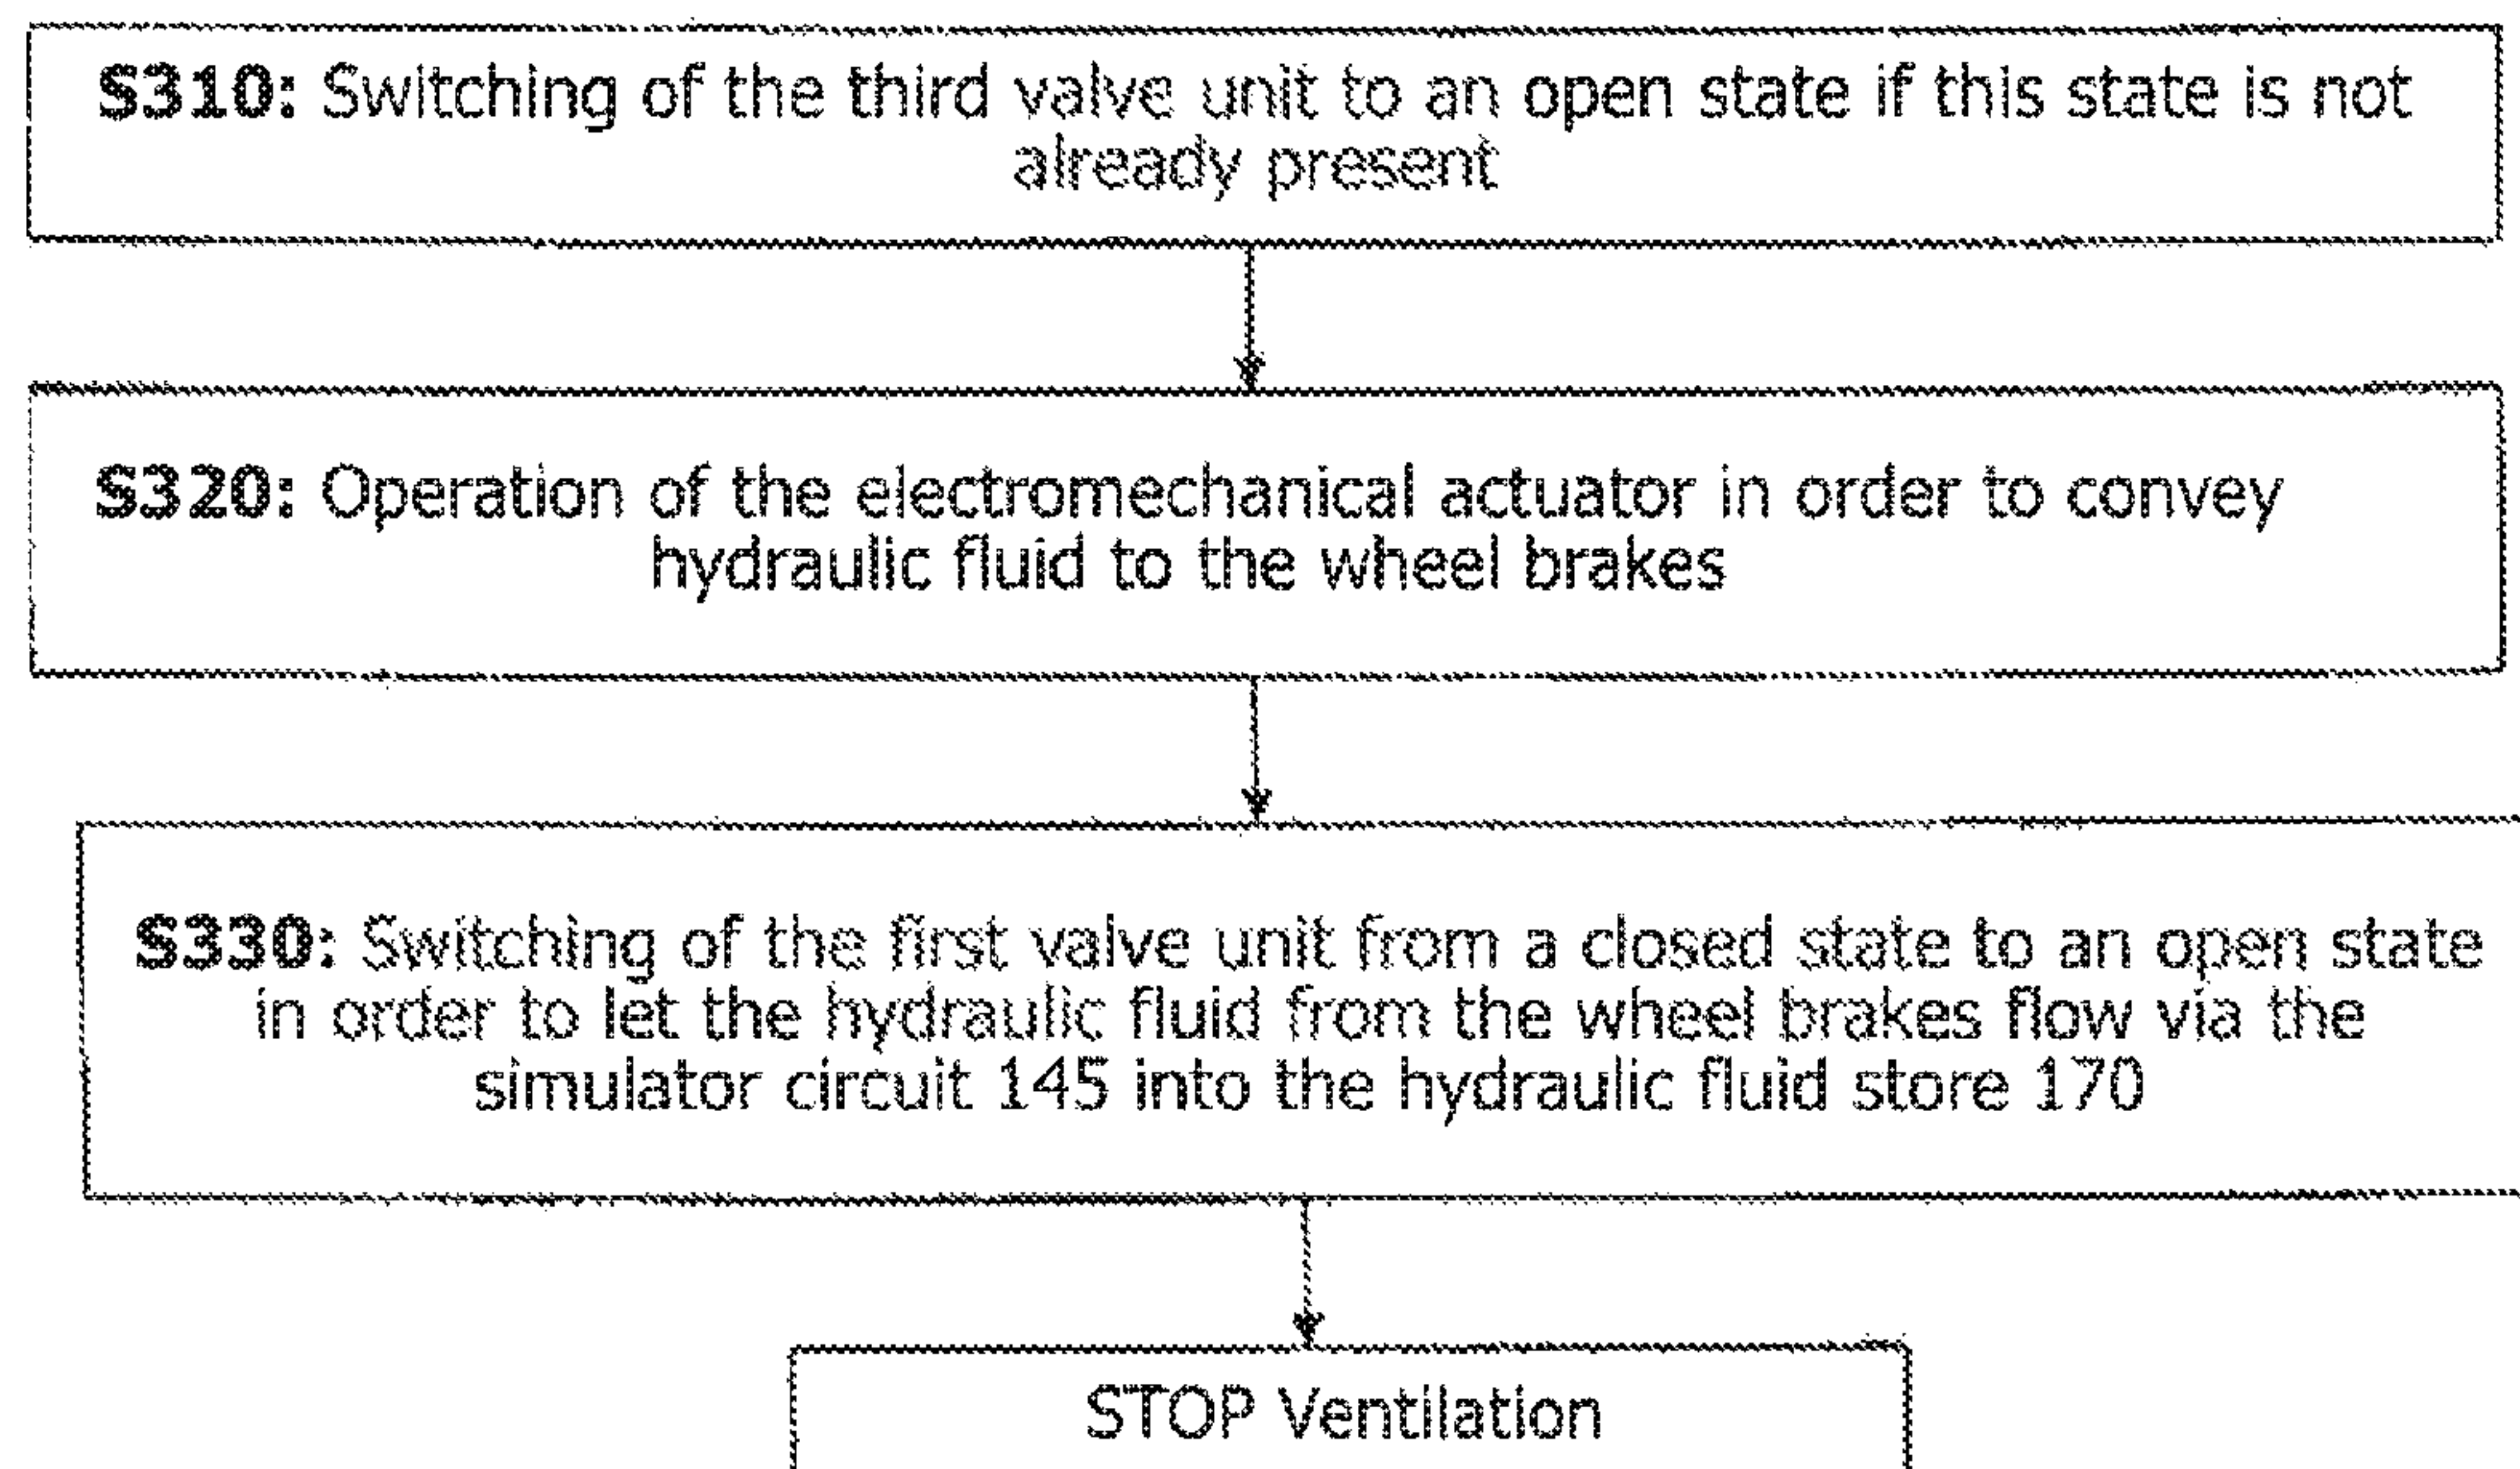 S310: Switching of the third valve unit to an open state if this state is not
already present
S320: Operation of the electromechanical actuator in order to convey
hydraulic fluid to the wheel brakes
S330: Switching of the first valve unit from a closed state to an open state
in order to let the hydraulic fluid from the wheel brakes flow via the
simulator circuit 145 into the hydraulic fluid store 170
STOP Ventilation